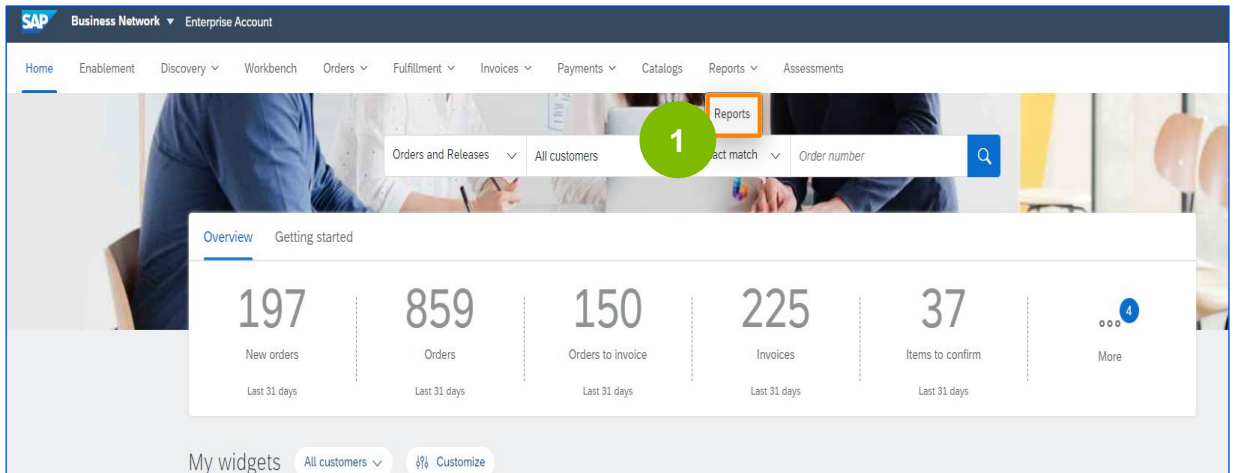 SAP Business Network Enterprise Account
Home Enablement Discovery Workbench Orders Fulfillment Invoices Payments Catalogs Reports Assessments
Reports
1
Orders and Releases All customers act match Order number
Overview Getting started
197 859 150 225 37 4
New orders Orders Orders to invoice Invoices Items to confirm More
Last 31 days Last 31 days Last 31 days Last 31 days Last 31 days
My widgets All customers Customize